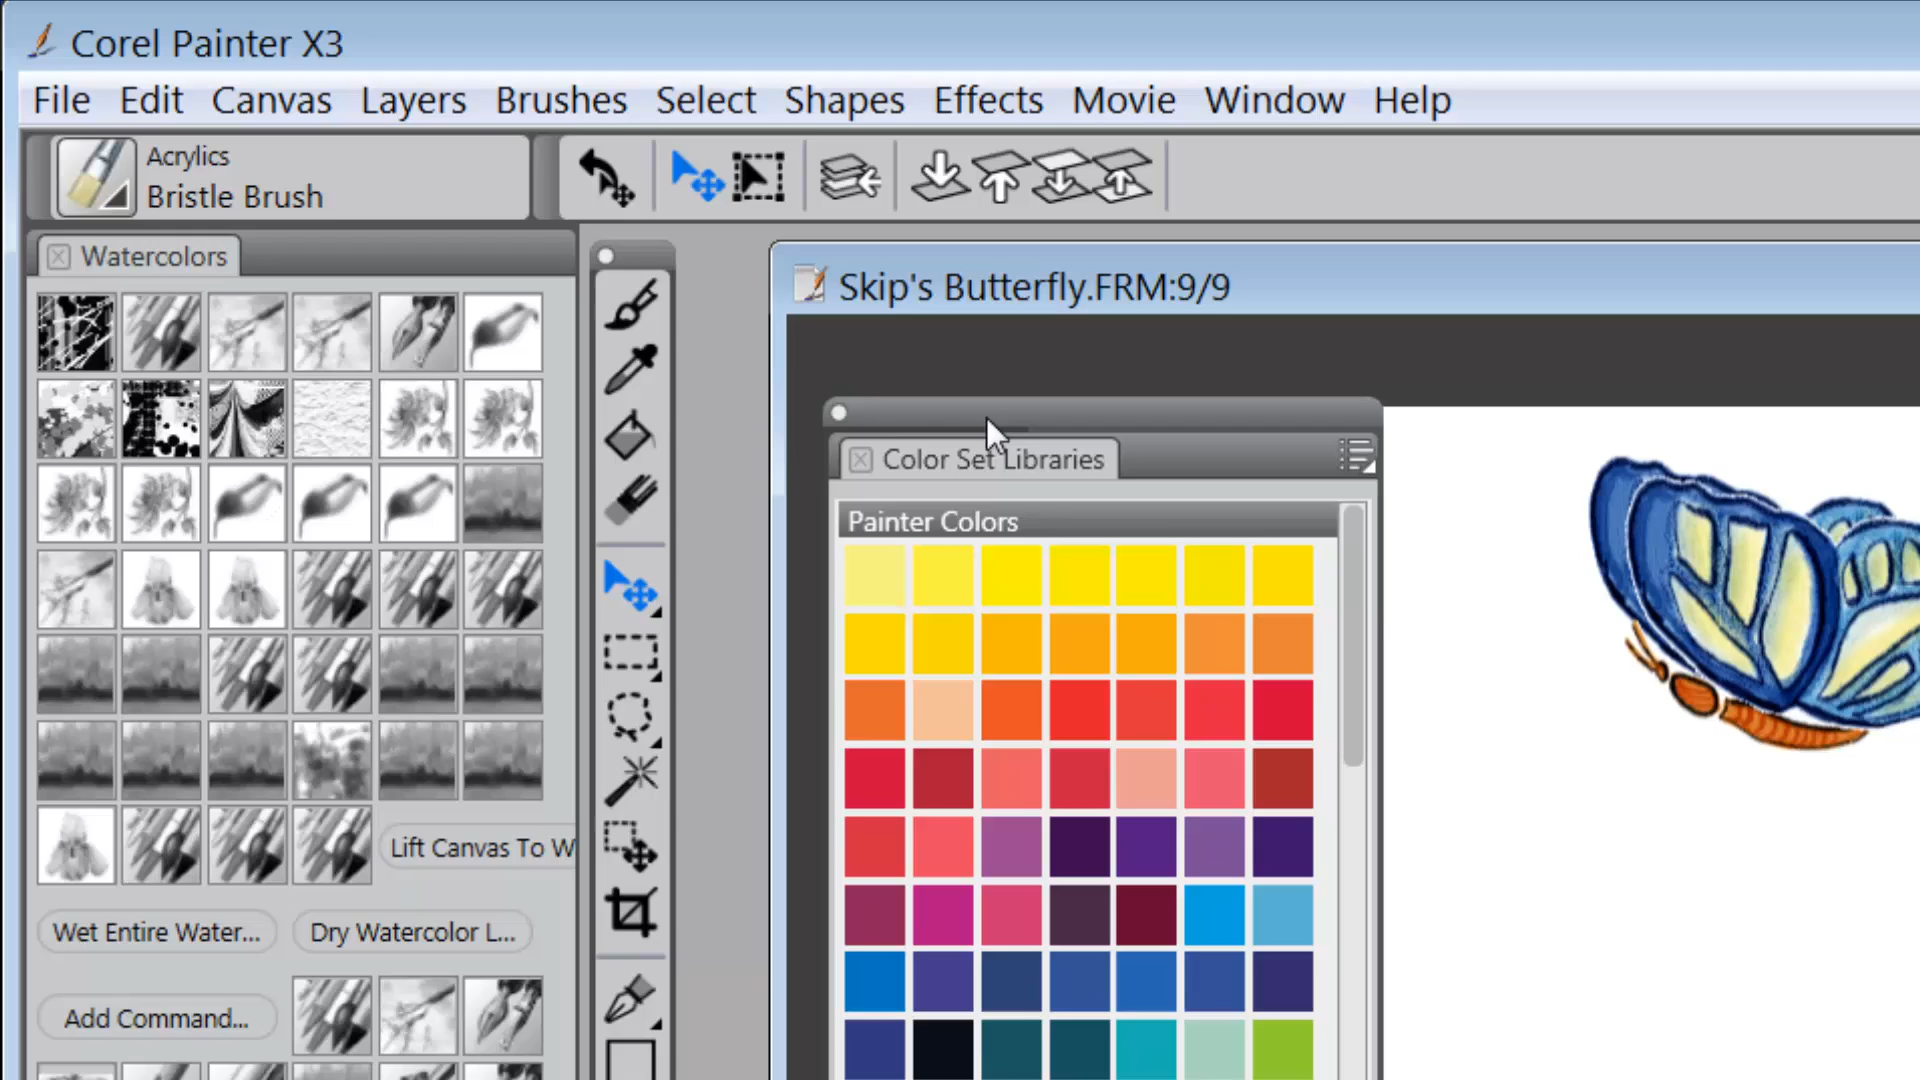 Corel Painter X3
File Edit Canvas Layers Brushes Select Shapes Effects Movie Window Help
Acrylics
Bristle Brush
Watercolors
Skip's Butterfly.FRM:9/9
Color Set Libraries
Painter Colors
Lift Canvas To W
Wet Entire Water...
Dry Watercolor L...
Add Command...